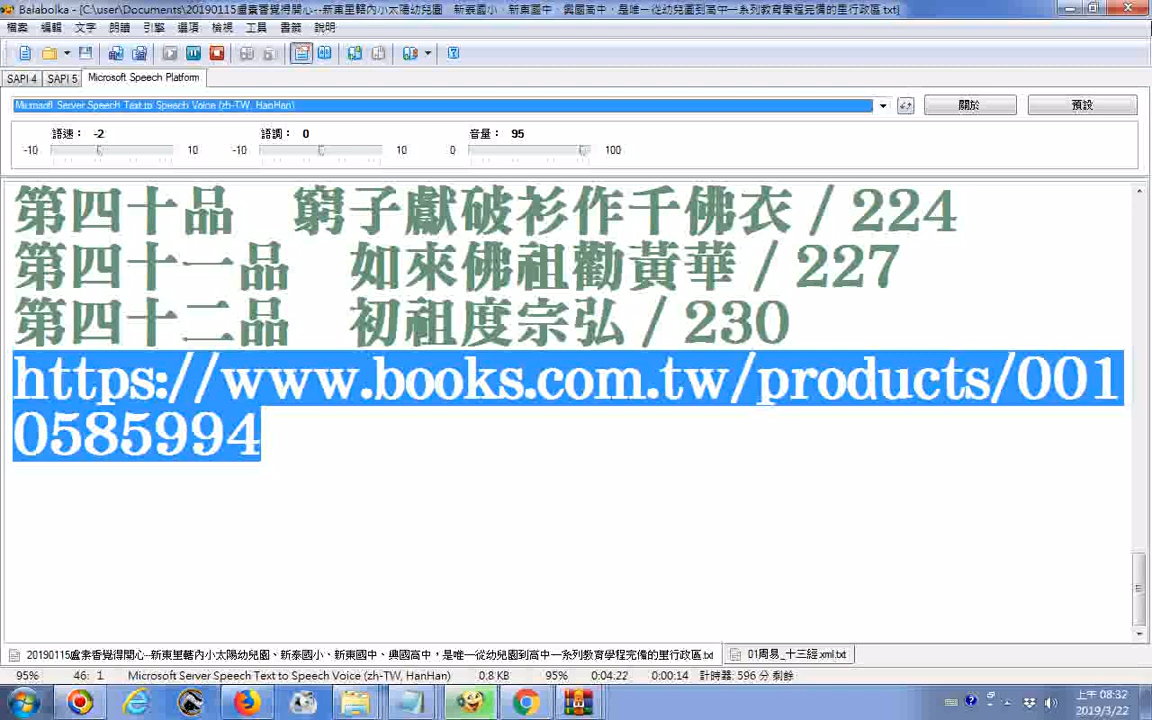 Balabolka - [C:\user\Documents\20190115盧素香覺得開心--新東里轄內小太陽幼兒園、新泰國小、新東國中、興國高中，是唯一從幼兒園到高中一系列教育學程完備的里行政區.txt]
檔案 編輯 文字 朗讀 引擎 選項 檢視 工具 書籤 說明
SAPI 4 SAPI 5 Microsoft Speech Platform
Microsoft Server Speech Text to Speech Voice (zh-TW, HanHan) 關於 預設
語速： -2 語調： 0 音量： 95
-10 10 -10 10 0 100
第四十品　窮子獻破衫作千佛衣 / 224
第四十一品　如來佛祖勸黃華 / 227
第四十二品　初祖度宗弘 / 230
https://www.books.com.tw/products/001
0585994
20190115盧素香覺得開心--新東里轄內小太陽幼兒園、新泰國小、新東國中、興國高中，是唯一從幼兒園到高中一系列教育學程完備的里行政區.txt 01周易_十三經.xml.txt
95% 46: 1 Microsoft Server Speech Text to Speech Voice (zh-TW, HanHan) 0.8 KB 95% 0:04:22 0:00:14 計時器: 596 分 剩餘
上午 08:32
2019/3/22